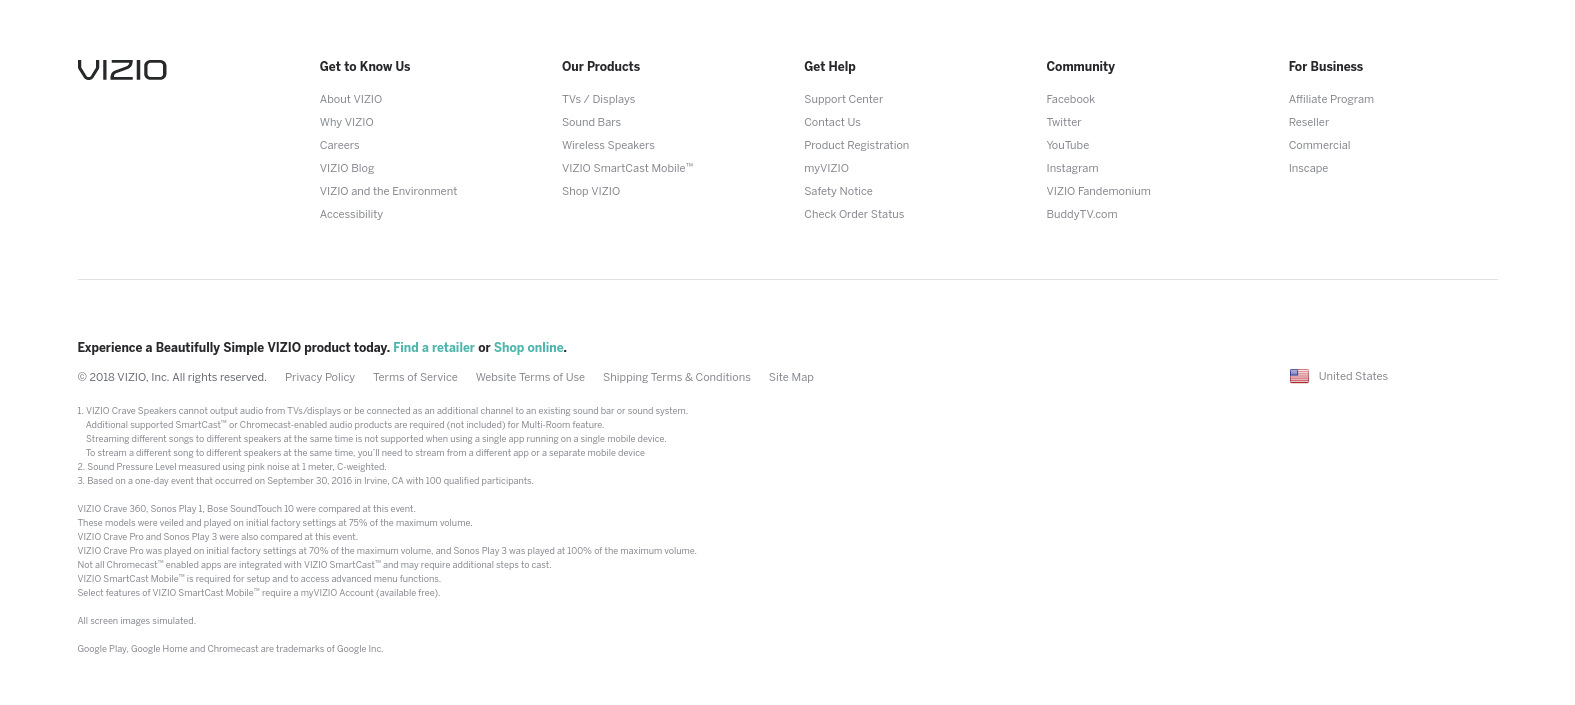 VIZIO
Get to Know Us
About VIZIO
Why VIZIO
Careers
VIZIO Blog
VIZIO and the Environment
Accessibility
Our Products
TVs / Displays
Sound Bars
Wireless Speakers
VIZIO SmartCast Mobile™
Shop VIZIO
Get Help
Support Center
Contact Us
Product Registration
myVIZIO
Safety Notice
Check Order Status
Community
Facebook
Twitter
YouTube
Instagram
VIZIO Fandemonium
BuddyTV.com
For Business
Affiliate Program
Reseller
Commercial
Inscape
Experience a Beautifully Simple VIZIO product today. Find a retailer or Shop online.
© 2018 VIZIO, Inc. All rights reserved. Privacy Policy Terms of Service Website Terms of Use Shipping Terms & Conditions Site Map
United States
1. VIZIO Crave Speakers cannot output audio from TVs/displays or be connected as an additional channel to an existing sound bar or sound system.
Additional supported SmartCast™ or Chromecast-enabled audio products are required (not included) for Multi-Room feature.
Streaming different songs to different speakers at the same time is not supported when using a single app running on a single mobile device.
To stream a different song to different speakers at the same time, you'll need to stream from a different app or a separate mobile device
2. Sound Pressure Level measured using pink noise at 1 meter, C-weighted.
3. Based on a one-day event that occurred on September 30, 2016 in Irvine, CA with 100 qualified participants.
VIZIO Crave 360, Sonos Play 1, Bose SoundTouch 10 were compared at this event.
These models were veiled and played on initial factory settings at 75% of the maximum volume.
VIZIO Crave Pro and Sonos Play 3 were also compared at this event.
VIZIO Crave Pro was played on initial factory settings at 70% of the maximum volume, and Sonos Play 3 was played at 100% of the maximum volume.
Not all Chromecast™ enabled apps are integrated with VIZIO SmartCast™ and may require additional steps to cast.
VIZIO SmartCast Mobile™ is required for setup and to access advanced menu functions.
Select features of VIZIO SmartCast Mobile™ require a myVIZIO Account (available free).
All screen images simulated.
Google Play, Google Home and Chromecast are trademarks of Google Inc.